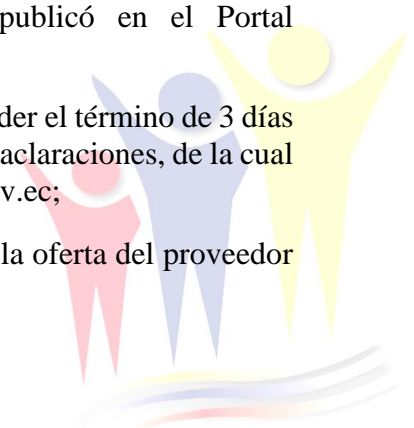 publicó en el Portal
der el término de 3 días
aclaraciones, de la cual
v.ec;
la oferta del proveedor